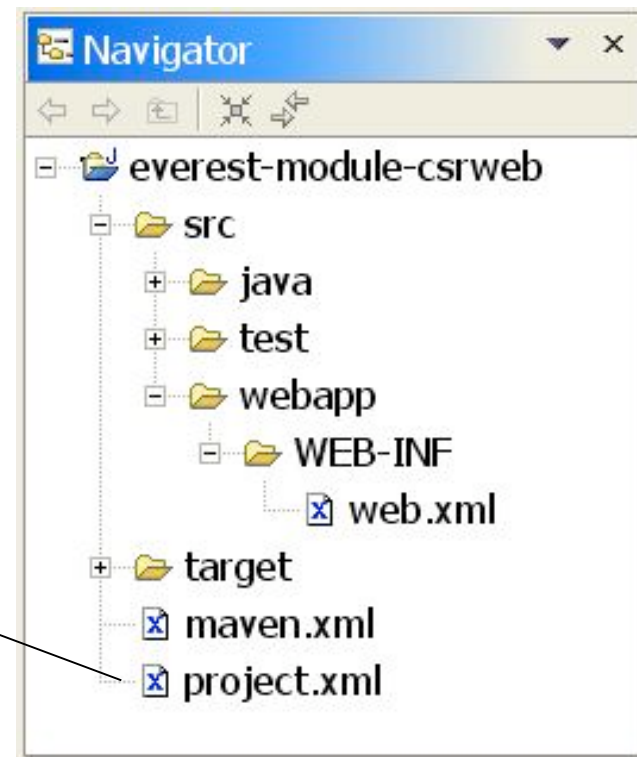 Navigator
everest-module-csrweb
src
java
test
webapp
WEB-INF
web.xml
target
maven.xml
project.xml